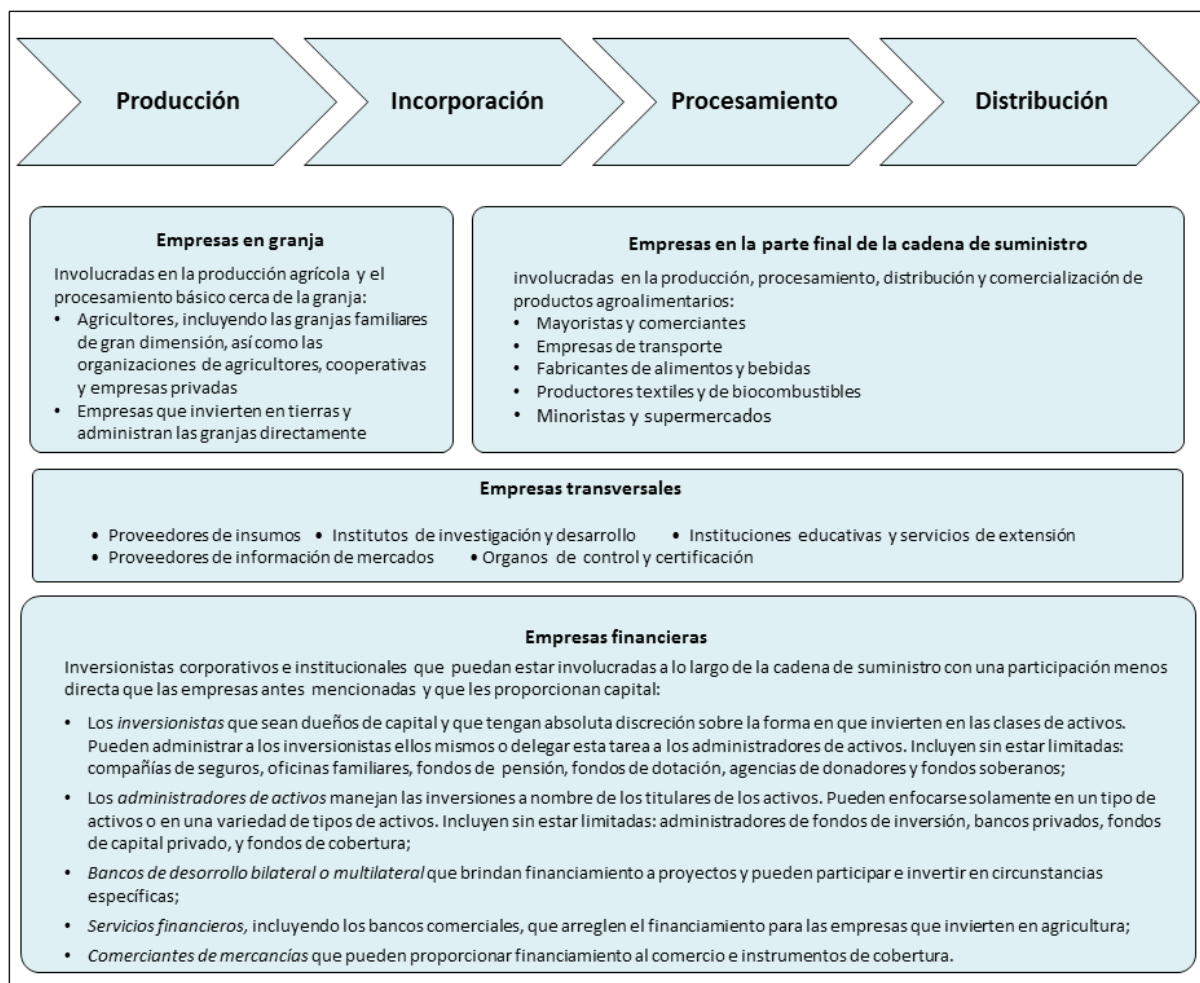 Producción
Incorporación
Procesamiento
Distribución
Empresas en granja
Involucradas en la producción agrícola y el
procesamiento básico cerca de la granja:
• Agricultores, incluyendo las granjas familiares
de gran dimensión, así como las
organizaciones de agricultores, cooperativas
y empresas privadas
• Empresas que invierten en tierras y
administran las granjas directamente
Empresas en la parte final de la cadena de suministro
involucradas en la producción, procesamiento, distribución y comercialización de
productos agroalimentarios:
• Mayoristas y comerciantes
• Empresas de transporte
• Fabricantes de alimentos y bebidas
• Productores textiles y de biocombustibles
• Minoristas y supermercados
Empresas transversales
• Proveedores de insumos • Institutos de investigación y desarrollo • Instituciones educativas y servicios de extensión
• Proveedores de información de mercados • Organos de control y certificación
Empresas financieras
Inversionistas corporativos e institucionales que puedan estar involucradas a lo largo de la cadena de suministro con una participación menos
directa que las empresas antes mencionadas y que les proporcionan capital:
• Los inversionistas que sean dueños de capital y que tengan absoluta discreción sobre la forma en que invierten en las clases de activos.
Pueden administrar a los inversionistas ellos mismos o delegar esta tarea a los administradores de activos. Incluyen sin estar limitadas:
compañías de seguros, oficinas familiares, fondos de pensión, fondos de dotación, agencias de donadores y fondos soberanos;
• Los administradores de activos manejan las inversiones a nombre de los titulares de los activos. Pueden enfocarse solamente en un tipo de
activos o en una variedad de tipos de activos. Incluyen sin estar limitadas: administradores de fondos de inversión, bancos privados, fondos
de capital privado, y fondos de cobertura;
• Bancos de desarrollo bilateral o multilateral que brindan financiamiento a proyectos y pueden participar e invertir en circunstancias
específicas;
• Servicios financieros, incluyendo los bancos comerciales, que arreglen el financiamiento para las empresas que invierten en agricultura;
• Comerciantes de mercancías que pueden proporcionar financiamiento al comercio e instrumentos de cobertura.